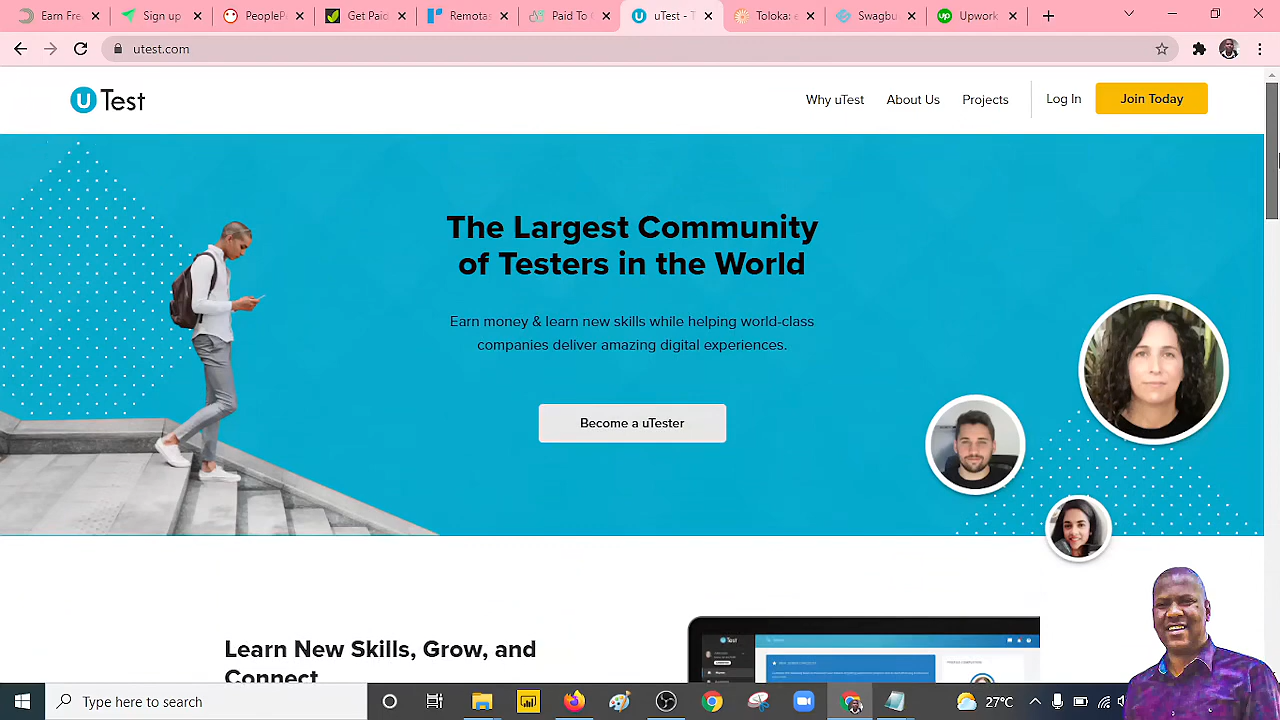 Earn Fre
Sign up
PeopleP
Get Paid
Remotas
Paid To
uTest: T
Tolokas
Swagbu
Upwork
utest.com
u Test
Why uTest
About Us
Projects
Log In
Join Today
The Largest Community
of Testers in the World
Earn money & learn new skills while helping world-class
companies deliver amazing digital experiences.
Become a uTester
Learn New Skills, Grow, and
Connect
u Test
Type here to search
27°C